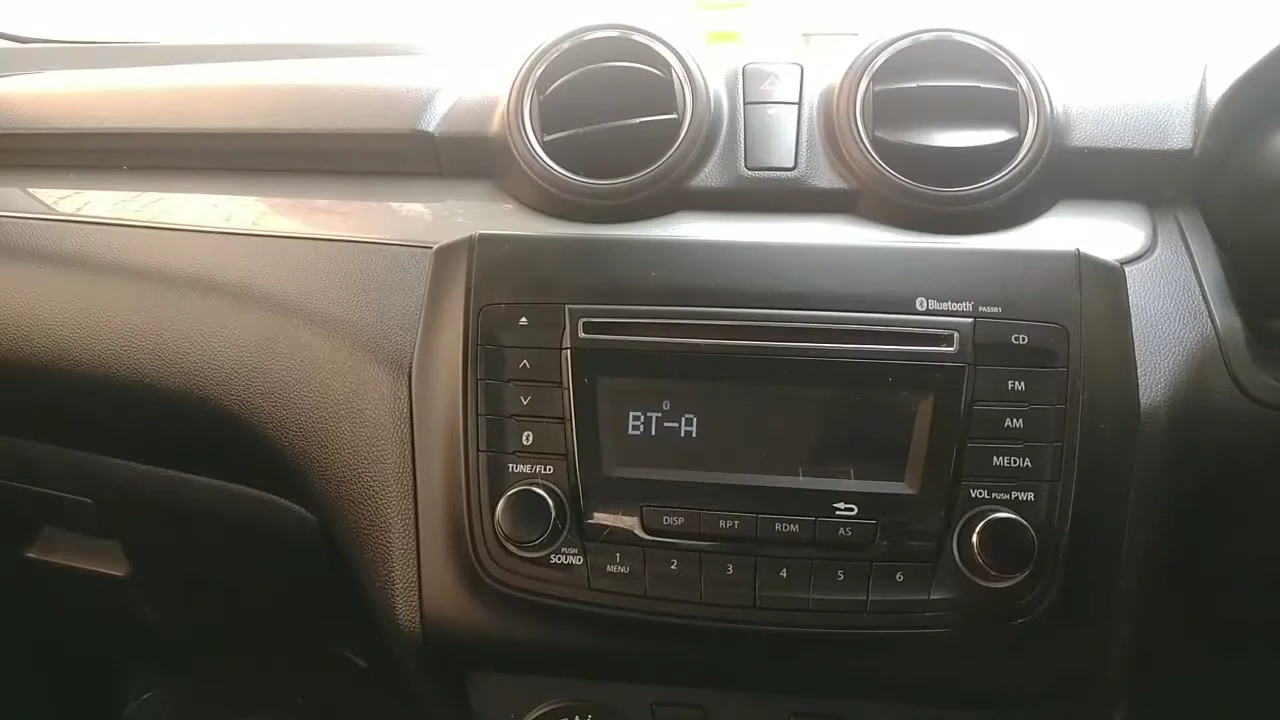 Bluetooth PA5SR1
CD
FM
AM
MEDIA
BT-A
TUNE/FLD
VOL PUSH PWR
DISP
RPT
RDM
AS
PUSH
SOUND
1
MENU
2
3
4
5
6